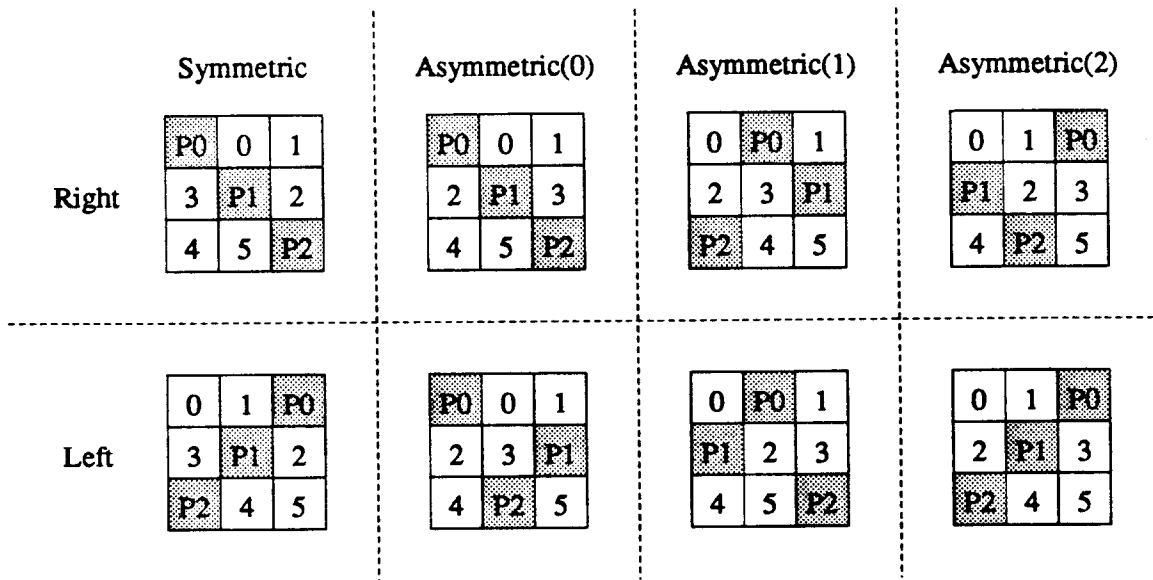 Symmetric Asymmetric(0) Asymmetric(1) Asymmetric(2)
P0 0 1 P0 0 1 0 P0 1 0 1 P0
Right 3 P1 2 2 P1 3 2 3 P1 P1 2 3
4 5 P2 4 5 P2 P2 4 5 4 P2 5
0 1 P0 P0 0 1 0 P0 1 0 1 P0
Left 3 P1 2 2 3 P1 P1 2 3 2 P1 3
P2 4 5 4 P2 5 4 5 P2 P2 4 5